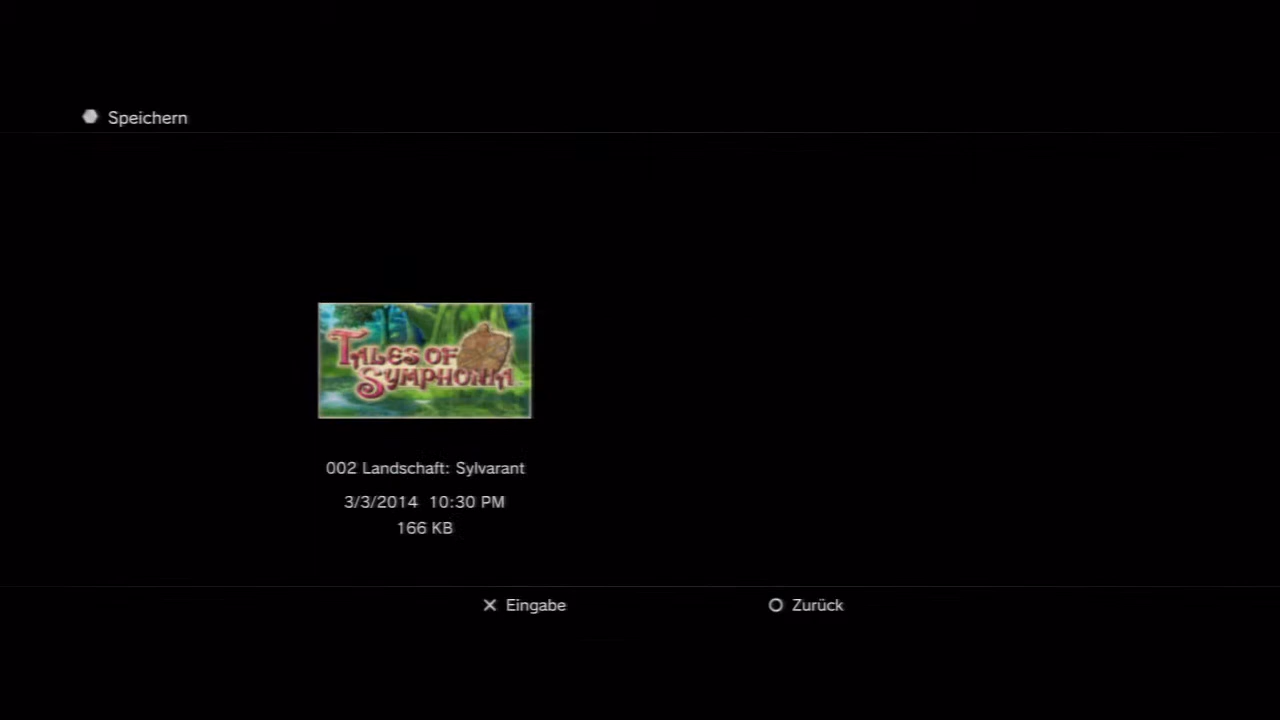 Speichern
TALES OF
SYMPHONIA
002 Landschaft: Sylvarant
3/3/2014 10:30 PM
166 KB
Eingabe
Zurück